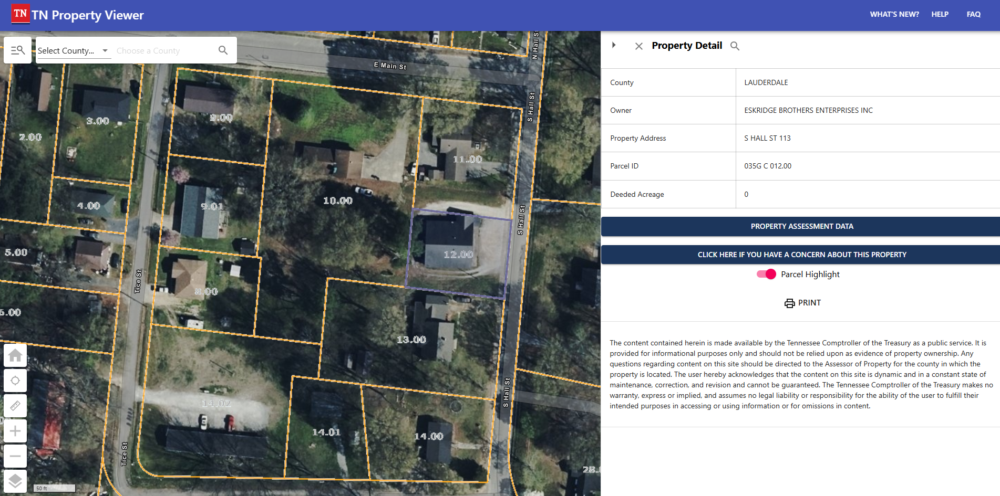 TN TN Property Viewer
WHAT'S NEW? HELP FAQ
Select County... Choose a County
Property Detail
County LAUDERDALE
Owner ESKRIDGE BROTHERS ENTERPRISES INC
Property Address S HALL ST 113
Parcel ID 035G C 012.00
Deeded Acreage 0
PROPERTY ASSESSMENT DATA
CLICK HERE IF YOU HAVE A CONCERN ABOUT THIS PROPERTY
Parcel Highlight
PRINT
The content contained herein is made available by the Tennessee Comptroller of the Treasury as a public service. It is
provided for informational purposes only and should not be relied upon as evidence of property ownership. Any
questions regarding content on this site should be directed to the Assessor of Property for the county in which the
property is located. The user hereby acknowledges that the content on this site is dynamic and in a constant state of
maintenance, correction, and revision and cannot be guaranteed. The Tennessee Comptroller of the Treasury makes no
warranty, express or implied, and assumes no legal liability or responsibility for the ability of the user to fulfill their
intended purposes in accessing or using information or for omissions in content.
E Main St
N Hall St
S Hall St
S Hall St
S Hall St
Tice St
Tice St
2.00
3.00
4.00
5.00
6.00
9.00
9.01
8.00
10.00
11.00
12.00
13.00
14.02
14.01
14.00
28.0
50 ft